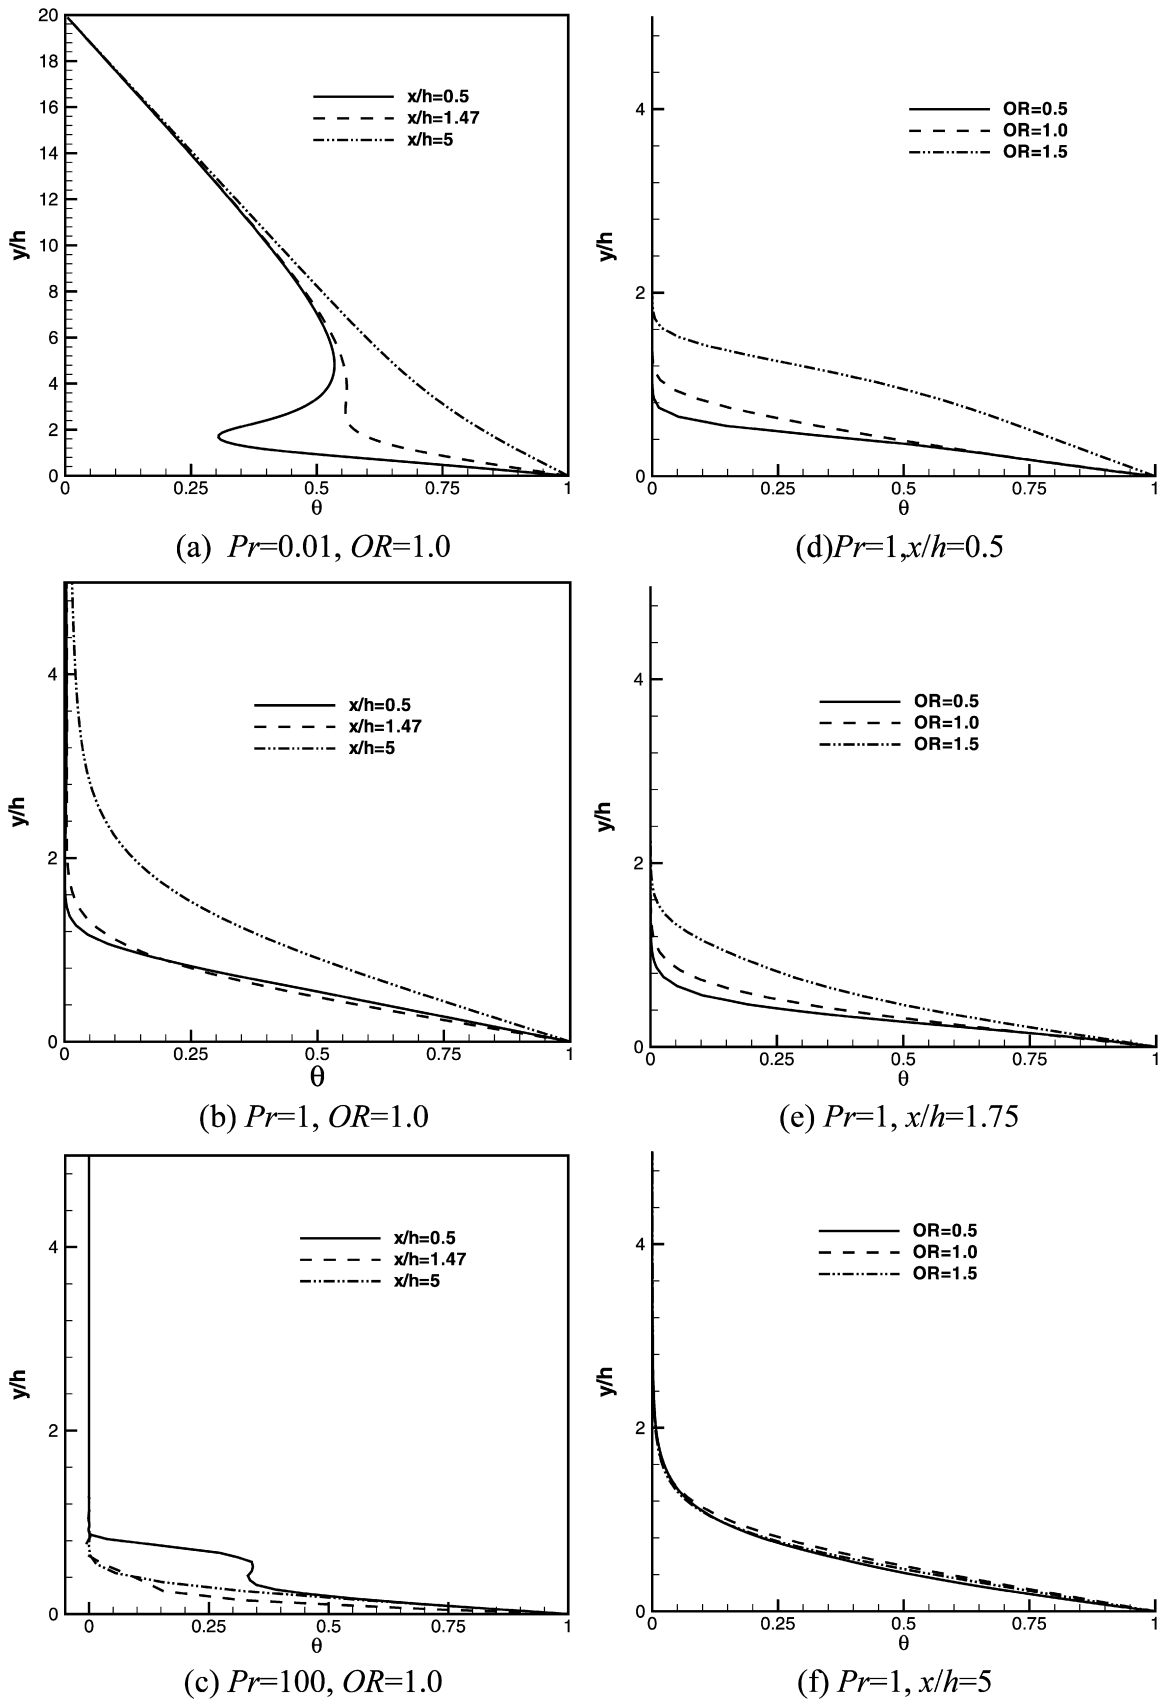 20
18
16
14
12
10
8
6
4
2
0
y/h
x/h=0.5
x/h=1.47
x/h=5
0 0.25 0.5 0.75 1
θ
(a) Pr=0.01, OR=1.0
4
2
0
y/h
OR=0.5
OR=1.0
OR=1.5
0 0.25 0.5 0.75 1
θ
(d)Pr=1,x/h=0.5
4
2
0
y/h
x/h=0.5
x/h=1.47
x/h=5
0 0.25 0.5 0.75 1
θ
(b) Pr=1, OR=1.0
4
2
0
y/h
OR=0.5
OR=1.0
OR=1.5
0 0.25 0.5 0.75 1
θ
(e) Pr=1, x/h=1.75
4
2
0
y/h
x/h=0.5
x/h=1.47
x/h=5
0 0.25 0.5 0.75 1
θ
(c) Pr=100, OR=1.0
4
2
0
y/h
OR=0.5
OR=1.0
OR=1.5
0 0.25 0.5 0.75 1
θ
(f) Pr=1, x/h=5